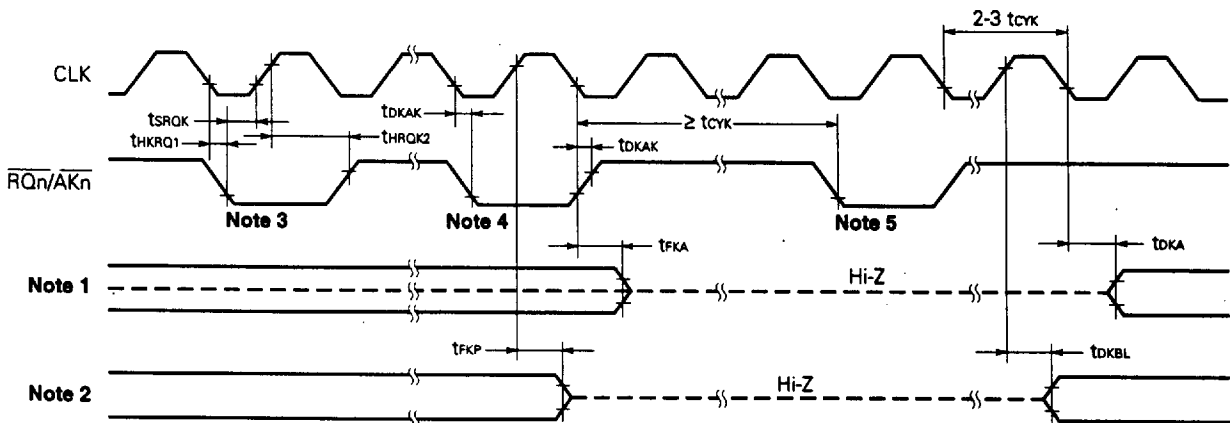 2-3 tCYK
CLK
tSRQK
tHKRQ1
tHRQK2
tDKAK
≥ tCYK
tDKAK
RQn/AKn
Note 3
Note 4
Note 5
tFKA
tDKA
Note 1
Hi-Z
tFKP
tDKBL
Note 2
Hi-Z